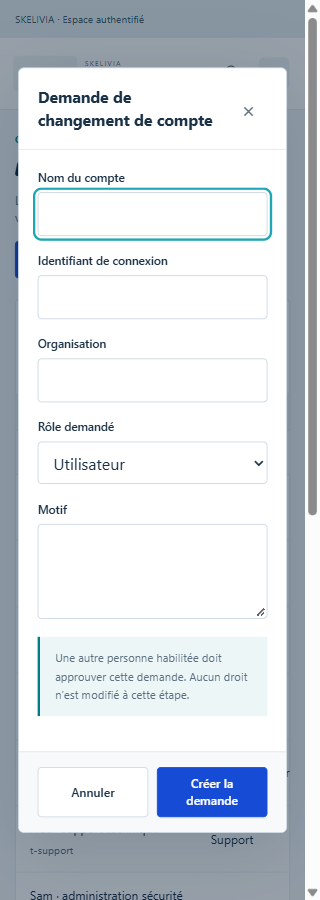 SKELIVIA · Espace authentifié
SKELIVIA
Demande de
changement de compte
Nom du compte
Identifiant de connexion
Organisation
Rôle demandé
Utilisateur
Motif
Une autre personne habilitée doit
approuver cette demande. Aucun droit
n'est modifié à cette étape.
Annuler
Créer la
demande
Support
t-support
Sam · administration sécurité